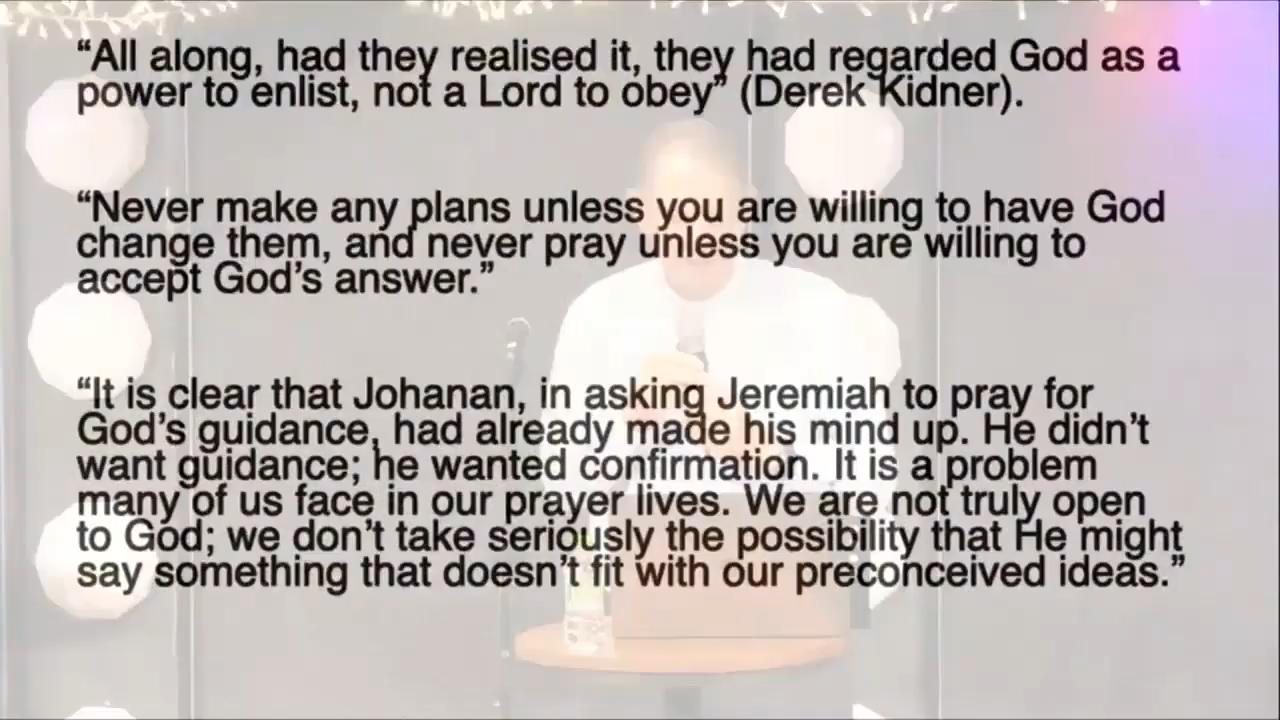 “All along, had they realised it, they had regarded God as a
power to enlist, not a Lord to obey” (Derek Kidner).
“Never make any plans unless you are willing to have God
change them, and never pray unless you are willing to
accept God’s answer.”
“It is clear that Johanan, in asking Jeremiah to pray for
God’s guidance, had already made his mind up. He didn’t
want guidance; he wanted confirmation. It is a problem
many of us face in our prayer lives. We are not truly open
to God; we don’t take seriously the possibility that He might
say something that doesn’t fit with our preconceived ideas.”